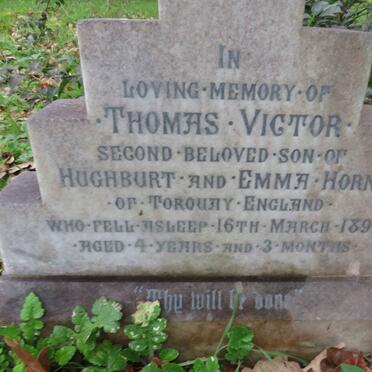 IN
LOVING·MEMORY·OF
·THOMAS·VICTOR·
SECOND·BELOVED·SON·OF
HUGHBURT·AND·EMMA·HORN
·OF·TORQUAY·ENGLAND·
WHO·FELL·ASLEEP·16TH·MARCH·189
·AGED·4·YEARS·AND·3·MONTHS·
"Thy will be done"